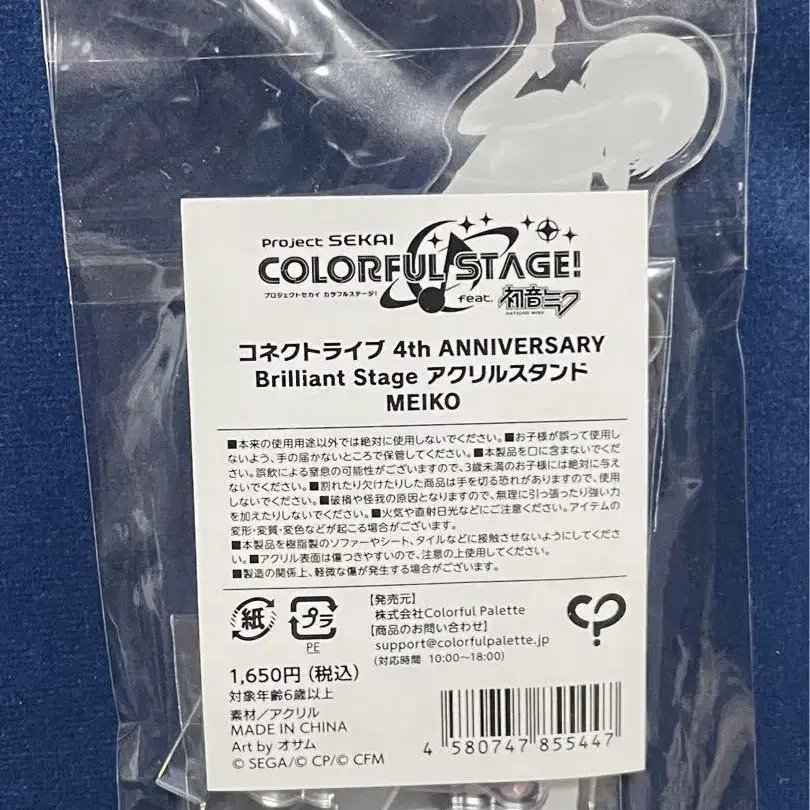 Project SEKAI
COLORFUL STAGE!
プロジェクトセカイ カラフルステージ!
feat. 初音ミク
HATSUNE MIKU
コネクトライブ 4th ANNIVERSARY
Brilliant Stage アクリルスタンド
MEIKO
■本来の使用用途以外では絶対に使用しないでください。■お子様が誤って使用し
ないよう、手の届かないところで保管してください。■本製品を口に含まないでくだ
さい。誤飲による窒息の可能性がございますので、3歳未満のお子様には絶対に与え
ないでください。■割れたり欠けたりした商品は手を切る恐れがありますので、使用
しないでください。■破損や怪我の原因となりますので、無理に引っ張ったり強い力
を加えたりしないでください。■火気や直射日光などにご注意ください。アイテムの
変形・変質・変色などが起こる場合がございます。
■本製品を樹脂製のソファーやシート、タイルなどに接触させないようにしてくださ
い。■アクリル表面は傷つきやすいので、注意の上使用してください。
■製造の関係上、軽微な傷が発生する場合がございます。
紙
プラ
PE
【発売元】
株式会社Colorful Palette
【商品のお問い合わせ】
support@colorfulpalette.jp
(対応時間 10:00~18:00)
1,650円(税込)
対象年齢6歳以上
素材/アクリル
MADE IN CHINA
Art by オサム
© SEGA/© CP/© CFM
4 580747 855447